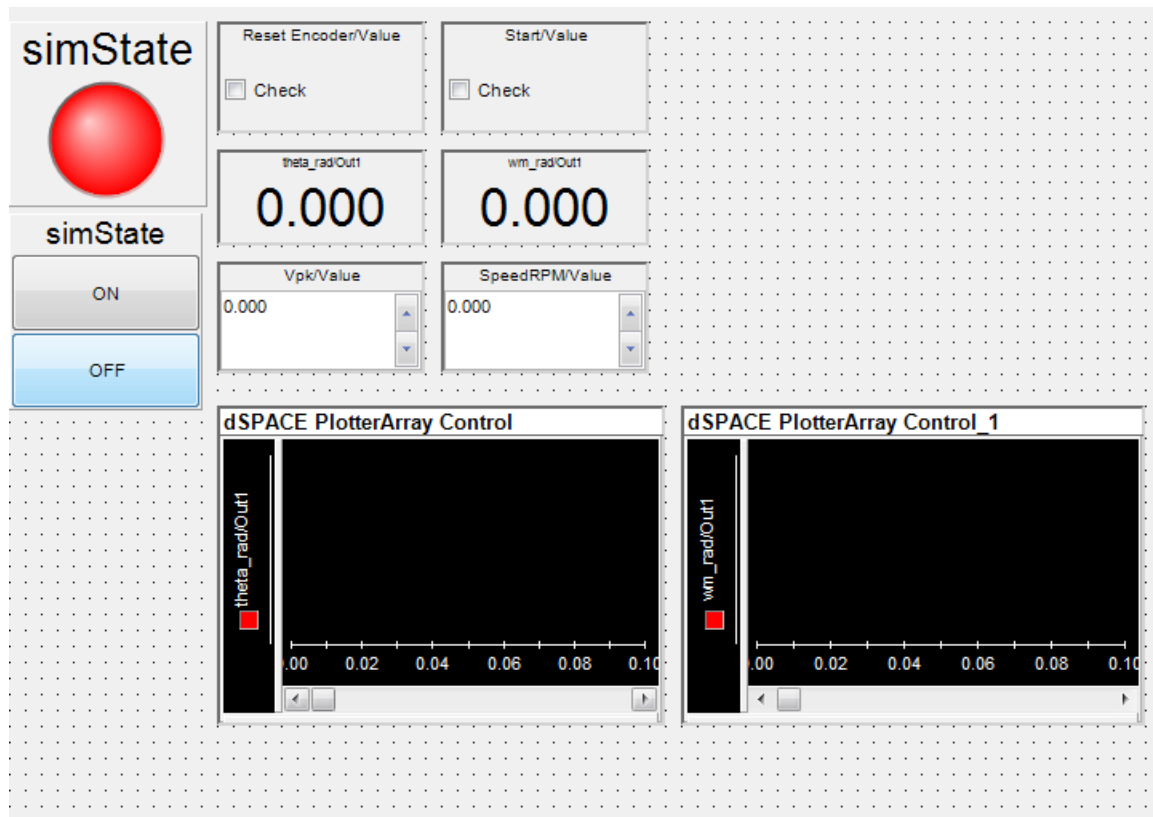 simState
Reset Encoder/Value
Start/Value
Check
Check
theta_rad/Out1
wm_rad/Out1
0.000
0.000
simState
ON
OFF
Vpk/Value
SpeedRPM/Value
0.000
0.000
dSPACE PlotterArray Control
dSPACE PlotterArray Control_1
theta_rad/Out1
wm_rad/Out1
.00 0.02 0.04 0.06 0.08 0.10
.00 0.02 0.04 0.06 0.08 0.10